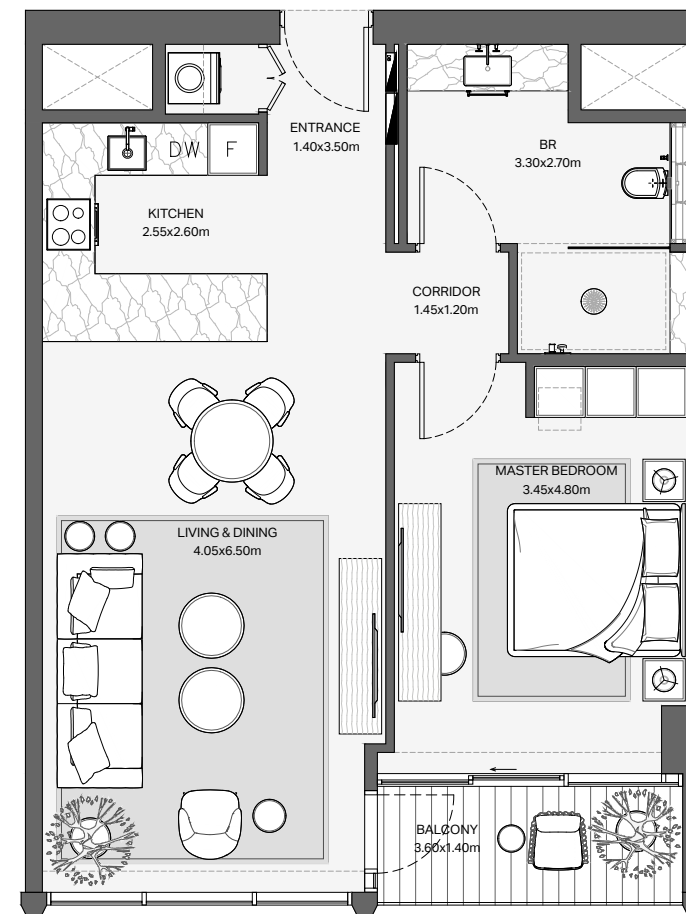 ENTRANCE
1.40x3.50m
BR
3.30x2.70m
DW
F
KITCHEN
2.55x2.60m
CORRIDOR
1.45x1.20m
MASTER BEDROOM
3.45x4.80m
LIVING & DINING
4.05x6.50m
BALCONY
3.60x1.40m